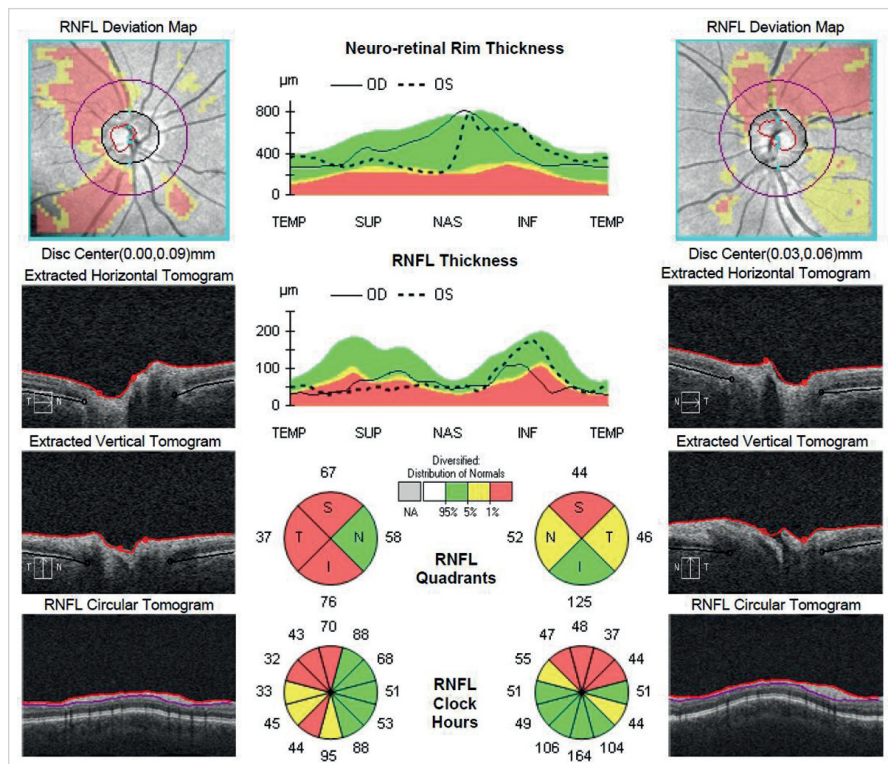 RNFL Deviation Map
Disc Center(0.00,0.09)mm
Extracted Horizontal Tomogram
T N
Extracted Vertical Tomogram
T N
RNFL Circular Tomogram
Neuro-retinal Rim Thickness
µm
OD OS
800
400
0
TEMP SUP NAS INF TEMP
RNFL Thickness
µm
OD OS
200
100
0
TEMP SUP NAS INF TEMP
Diversified:
Distribution of Normals
NA 95% 5% 1%
67
S
37 T N 58
I
76
RNFL
Quadrants
44
S
52 N T 46
I
125
70
43 88
32 68
33 51
45 53
44 88
95
RNFL
Clock
Hours
48
47 37
55 44
51 51
49 44
106 104
164
RNFL Deviation Map
Disc Center(0.03,0.06)mm
Extracted Horizontal Tomogram
N T
Extracted Vertical Tomogram
N T
RNFL Circular Tomogram